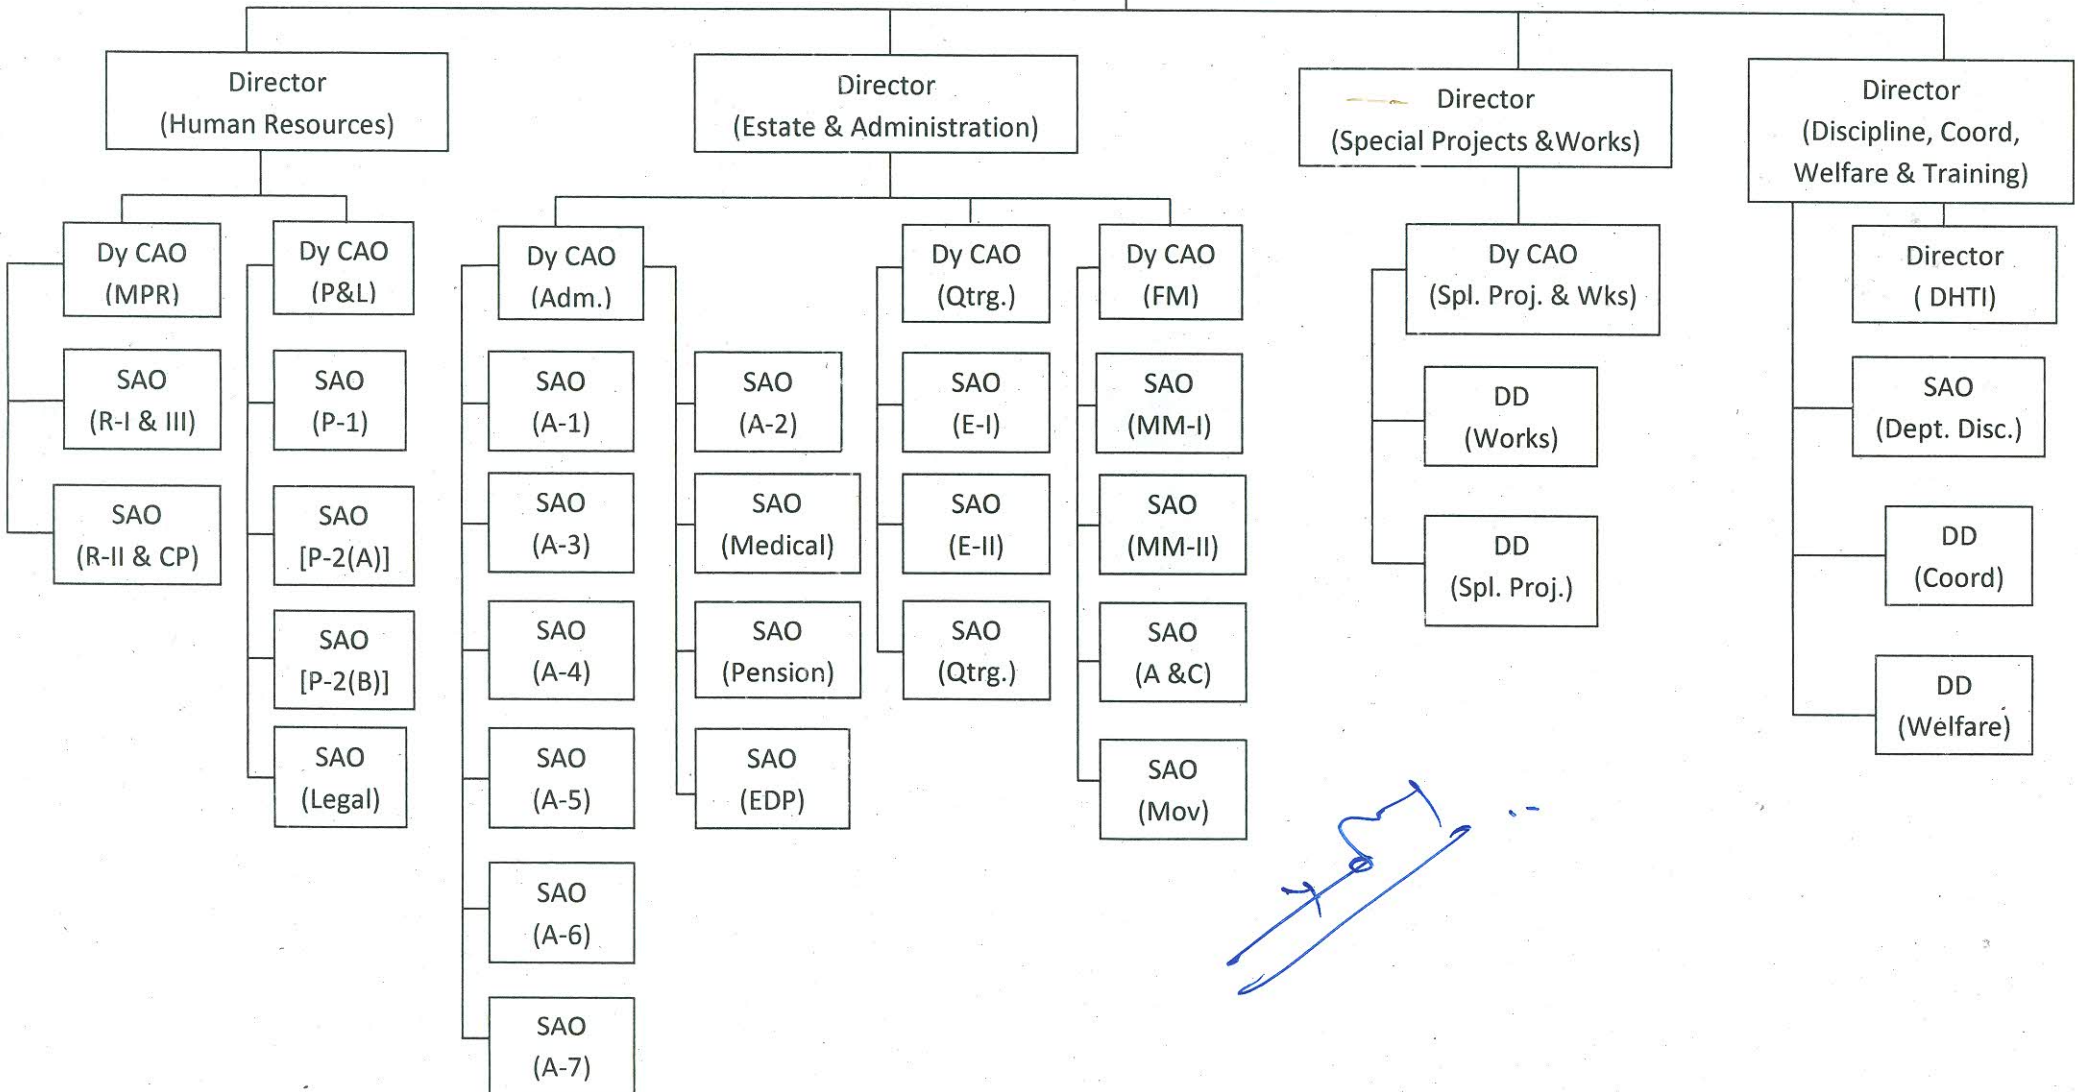 Director
(Human Resources)
Director
(Estate & Administration)
Director
(Special Projects &Works)
Director
(Discipline, Coord,
Welfare & Training)
Dy CAO
(MPR)
Dy CAO
(P&L)
Dy CAO
(Adm.)
Dy CAO
(Qtrg.)
Dy CAO
(FM)
Dy CAO
(Spl. Proj. & Wks)
Director
( DHTI)
SAO
(R-I & III)
SAO
(P-1)
SAO
(A-1)
SAO
(A-2)
SAO
(E-I)
SAO
(MM-I)
DD
(Works)
SAO
(Dept. Disc.)
SAO
(R-II & CP)
SAO
[P-2(A)]
SAO
(A-3)
SAO
(Medical)
SAO
(E-II)
SAO
(MM-II)
DD
(Spl. Proj.)
DD
(Coord)
SAO
[P-2(B)]
SAO
(A-4)
SAO
(Pension)
SAO
(Qtrg.)
SAO
(A &C)
DD
(Welfare)
SAO
(Legal)
SAO
(A-5)
SAO
(EDP)
SAO
(Mov)
SAO
(A-6)
SAO
(A-7)